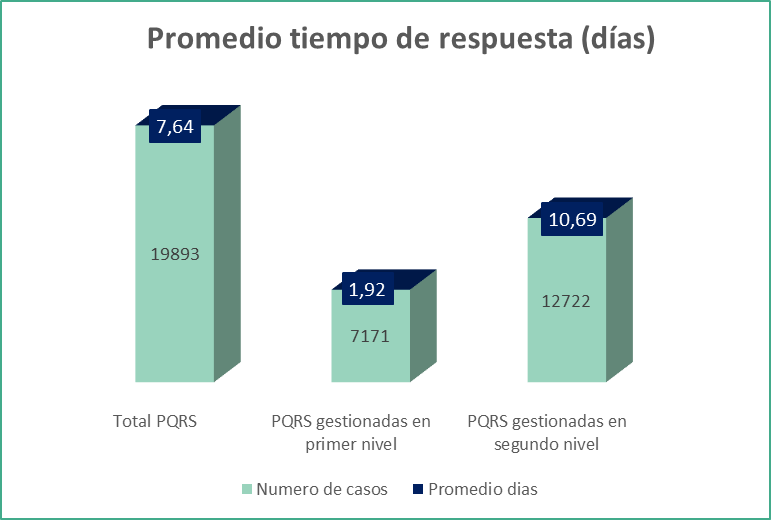 Promedio tiempo de respuesta (días)
7,64
19893
1,92
7171
10,69
12722
Total PQRS
PQRS gestionadas en
primer nivel
PQRS gestionadas en
segundo nivel
Numero de casos
Promedio dias